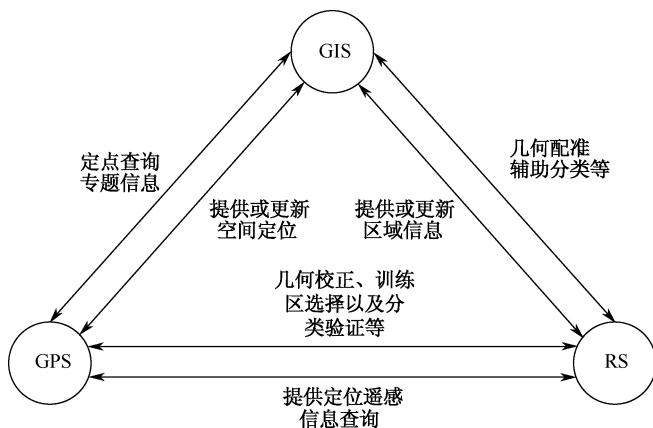 GIS
定点查询
专题信息
几何配准
辅助分类等
提供或更新
空间定位
提供或更新
区域信息
几何校正、训练
区选择以及分
类验证等
GPS
RS
提供定位遥感
信息查询